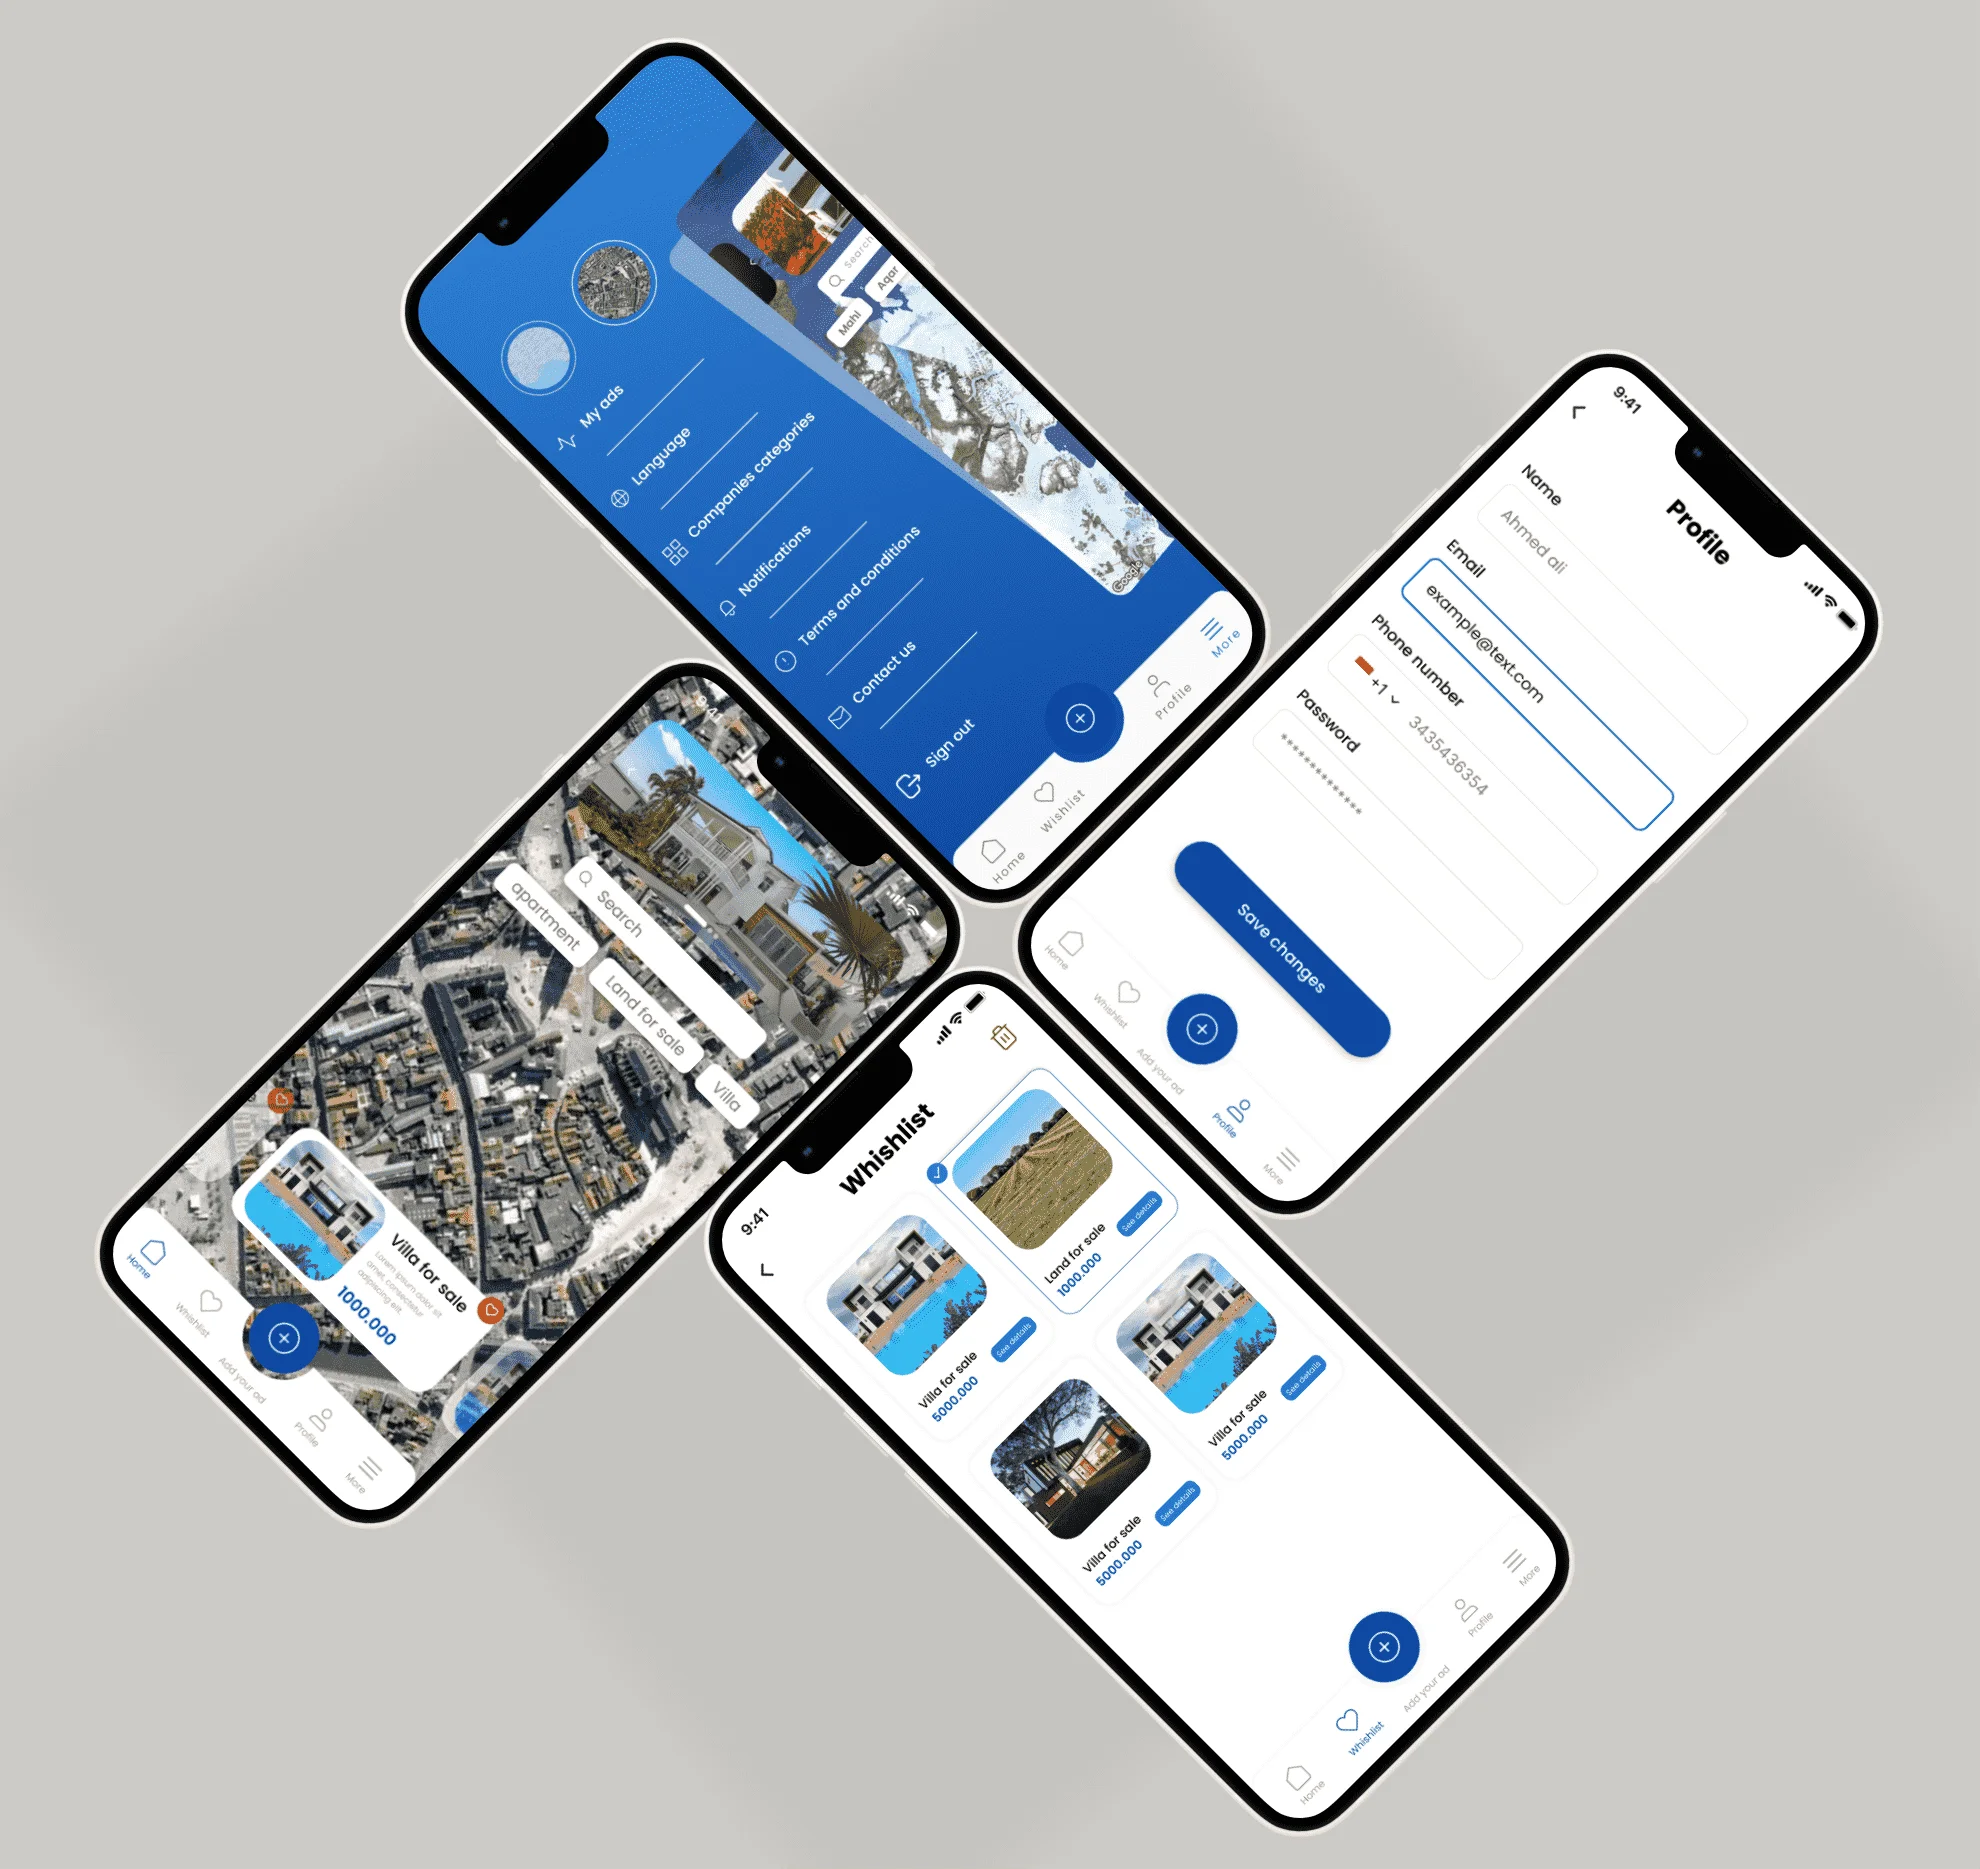 Search
Aqar
Mahl
Google
My ads
Language
Companies categories
Notifications
Terms and conditions
Contact us
Sign out
Home
Wishlist
Profile
More
9:41
Profile
Name
Ahmed ali
Email
example@text.com
Phone number
+1
3435436354
Password
**************
Save changes
Home
Whishlist
Add your ad
Profile
More
9:41
Search
apartment
Land for sale
Villa
Villa for sale
Lorem ipsum dolor sit
amet, consectetur
adipiscing elit
1000.000
Home
Whishlist
Add your ad
Profile
More
9:41
Whishlist
Villa for sale
5000.000
See details
Land for sale
1000.000
See details
Villa for sale
5000.000
See details
Villa for sale
5000.000
See details
Home
Whishlist
Add your ad
Profile
More